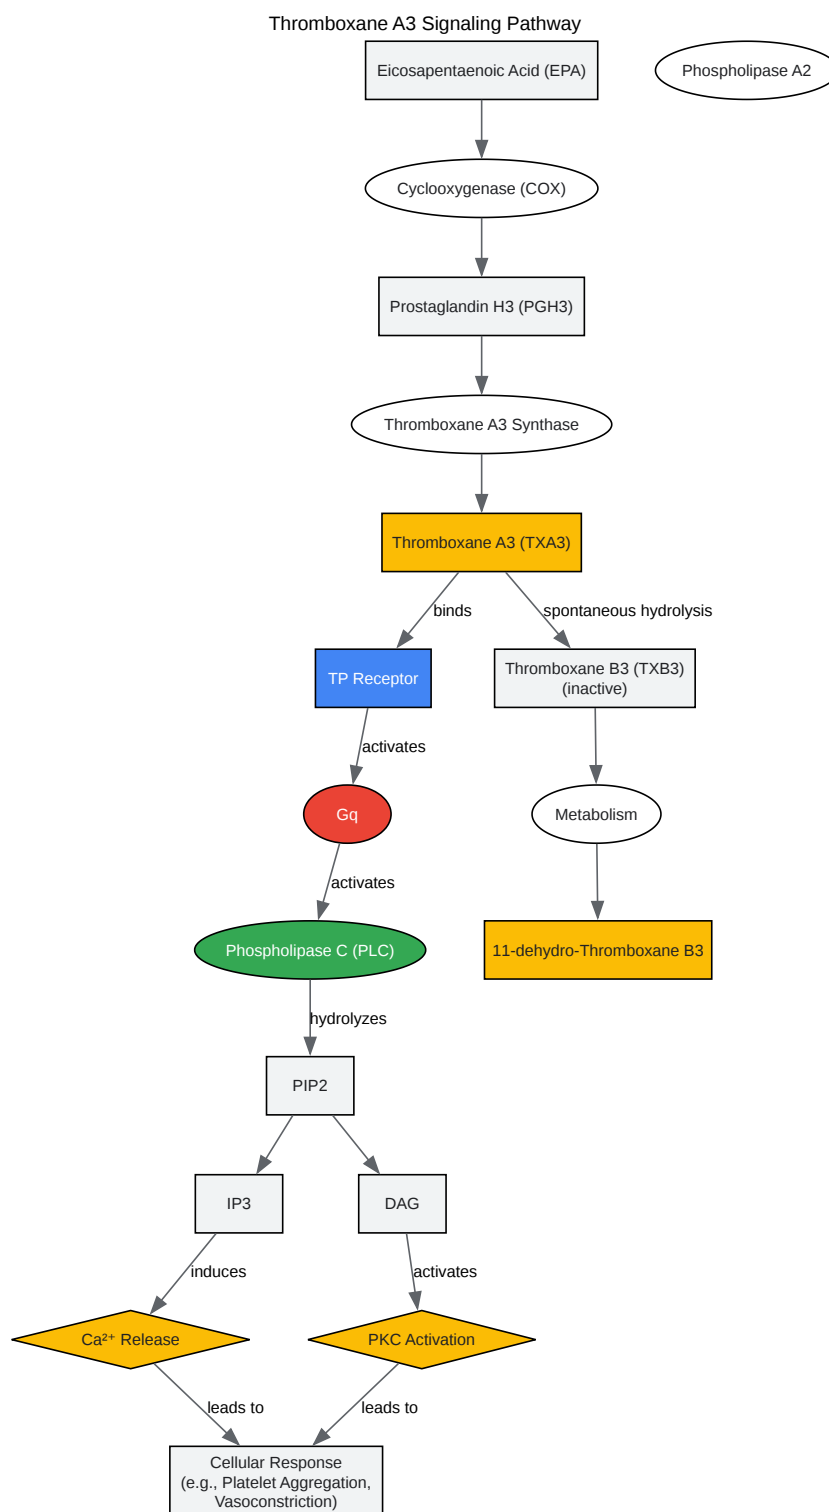 Thromboxane A3 Signaling Pathway
Eicosapentaenoic Acid (EPA)
Phospholipase A2
Cyclooxygenase (COX)
Prostaglandin H3 (PGH3)
Thromboxane A3 Synthase
Thromboxane A3 (TXA3)
binds
spontaneous hydrolysis
TP Receptor
Thromboxane B3 (TXB3)
(inactive)
activates
Gq
Metabolism
activates
Phospholipase C (PLC)
11-dehydro-Thromboxane B3
hydrolyzes
PIP2
IP3
DAG
induces
activates
Ca²⁺ Release
PKC Activation
leads to
leads to
Cellular Response
(e.g., Platelet Aggregation,
Vasoconstriction)